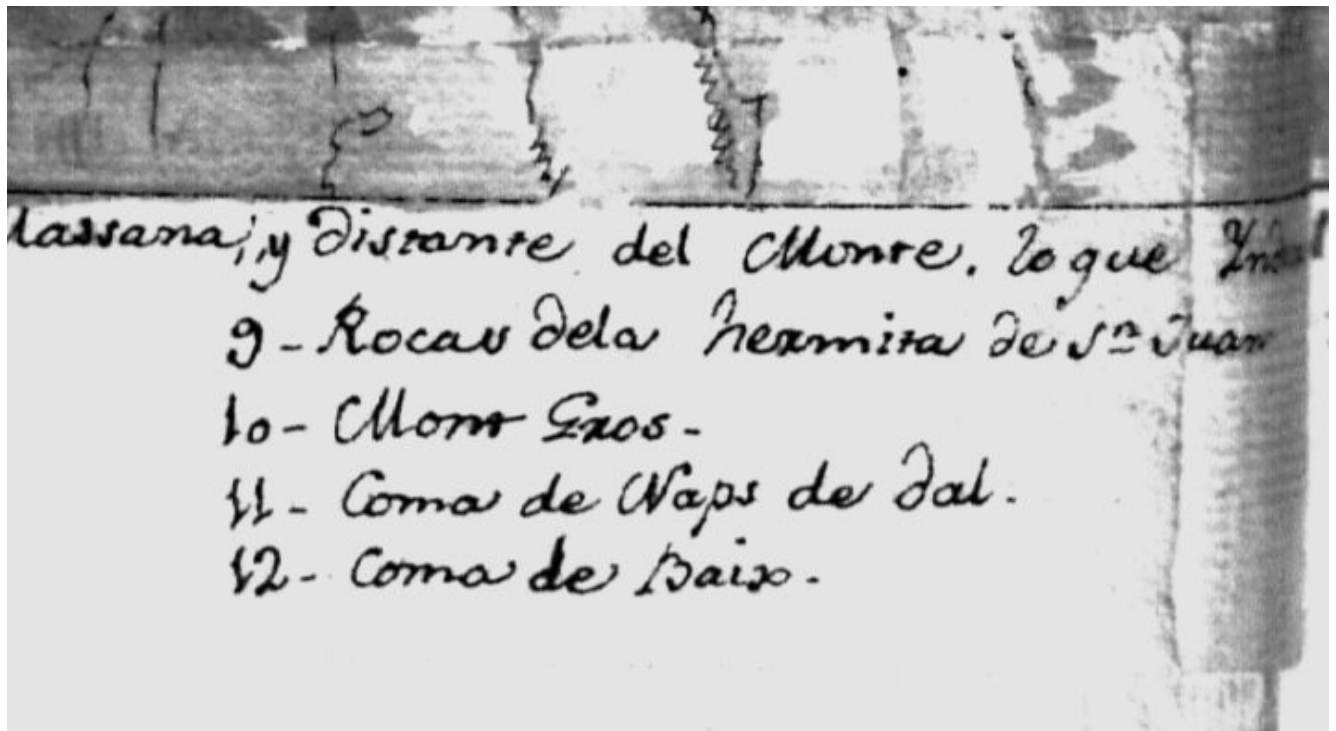 Massana; y distante del Monte. lo que
9 - Rocas dela hermita de Sn Juan
10 - Mont Gros -
11 - Coma de Naps de dal.
12 - Coma de Baix.